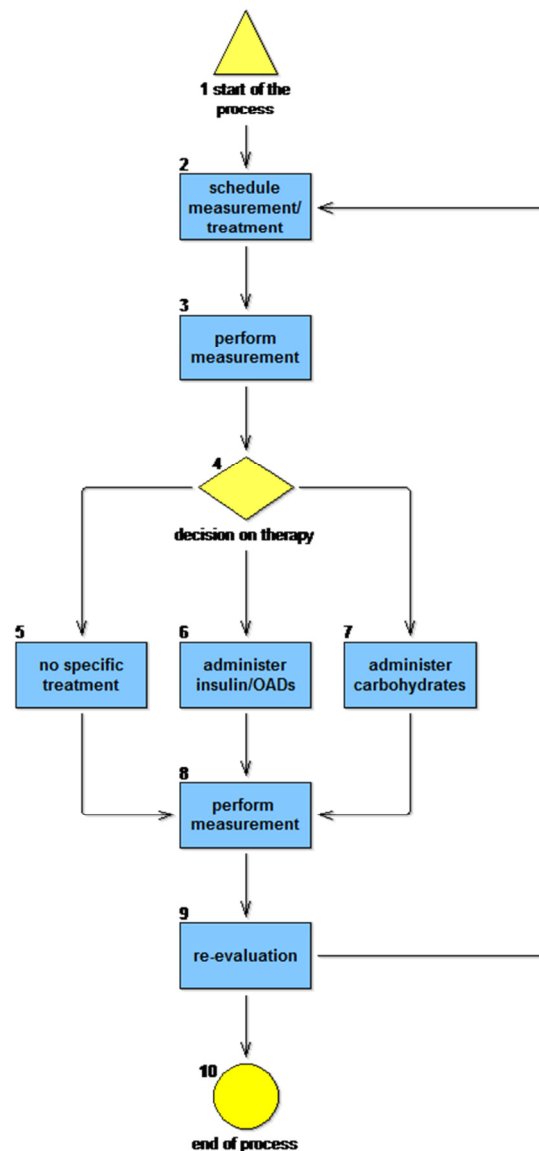 1 start of the
process
2
schedule
measurement/
treatment
3
perform
measurement
4
decision on therapy
5
no specific
treatment
6
administer
insulin/OADs
7
administer
carbohydrates
8
perform
measurement
9
re-evaluation
10
end of process